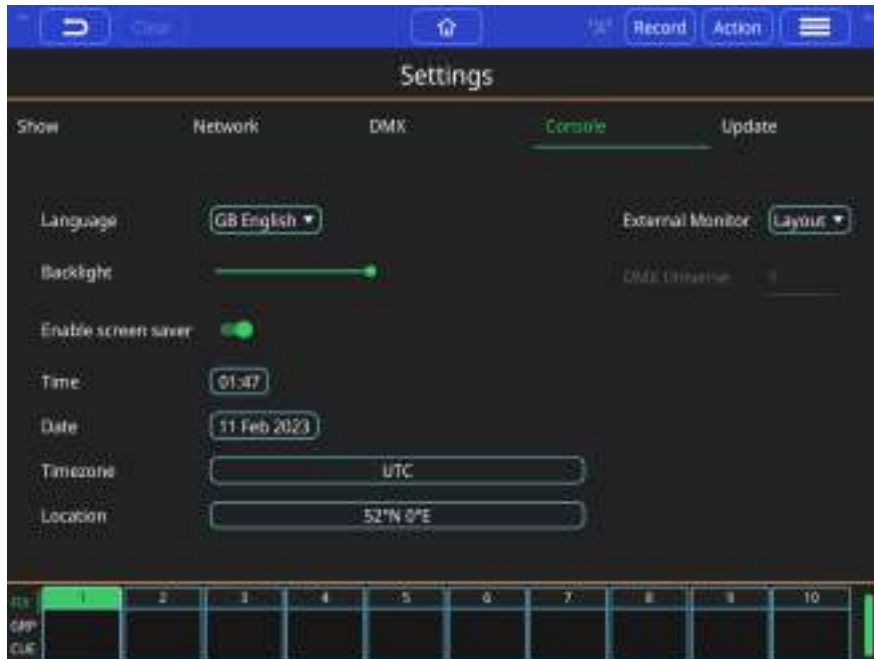 Clear Record Action
Settings
Show Network DMX Console Update
Language GB English External Monitor Layout
Backlight DMX Universe
Enable screen saver
Time 01:47
Date 11 Feb 2023
Timezone UTC
Location 52°N 0°E
1 2 3 4 5 6 7 8 9 10
GRP
CUE